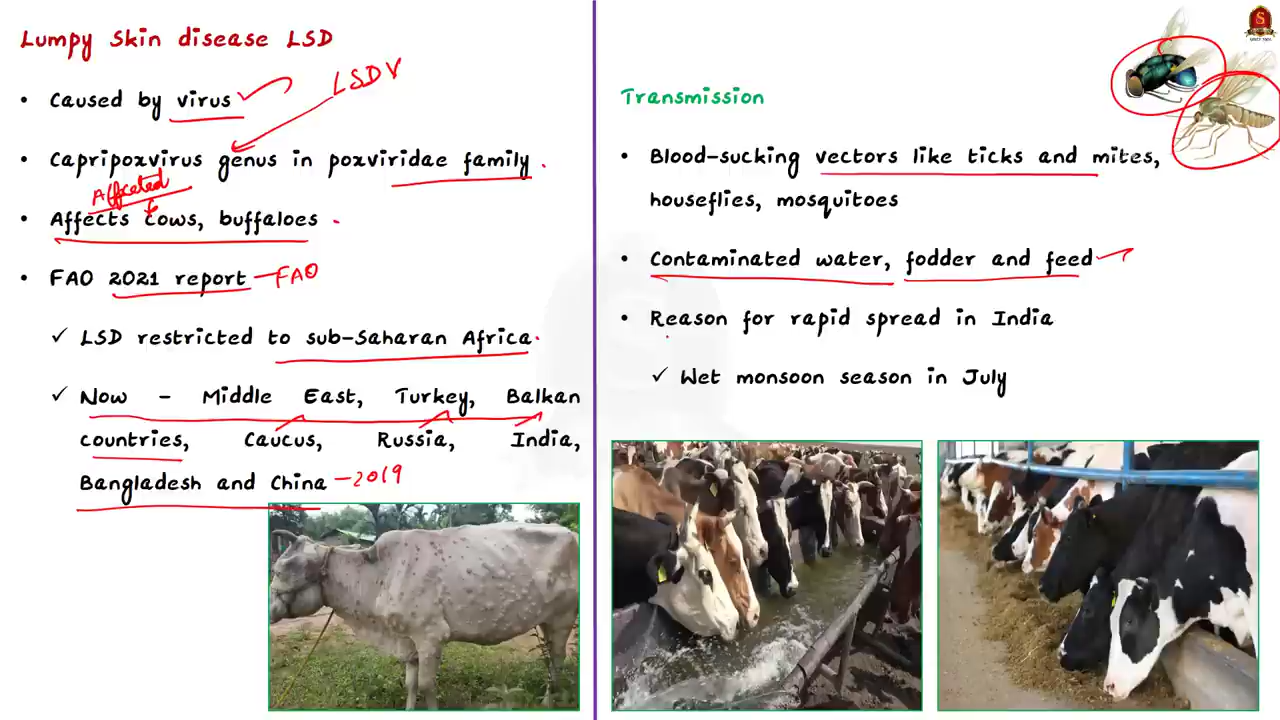 Lumpy Skin disease LSD
LSDV
• Caused by virus
• Capripoxvirus genus in poxviridae family
Affected
• Affects cows, buffaloes
• FAO 2021 report FAO
✓ LSD restricted to sub-Saharan Africa
✓ Now - Middle East, Turkey, Balkan
countries, Caucus, Russia, India,
Bangladesh and China -2019
Transmission
• Blood-sucking vectors like ticks and mites,
houseflies, mosquitoes
• Contaminated water, fodder and feed
• Reason for rapid spread in India
✓ Wet monsoon season in July
S